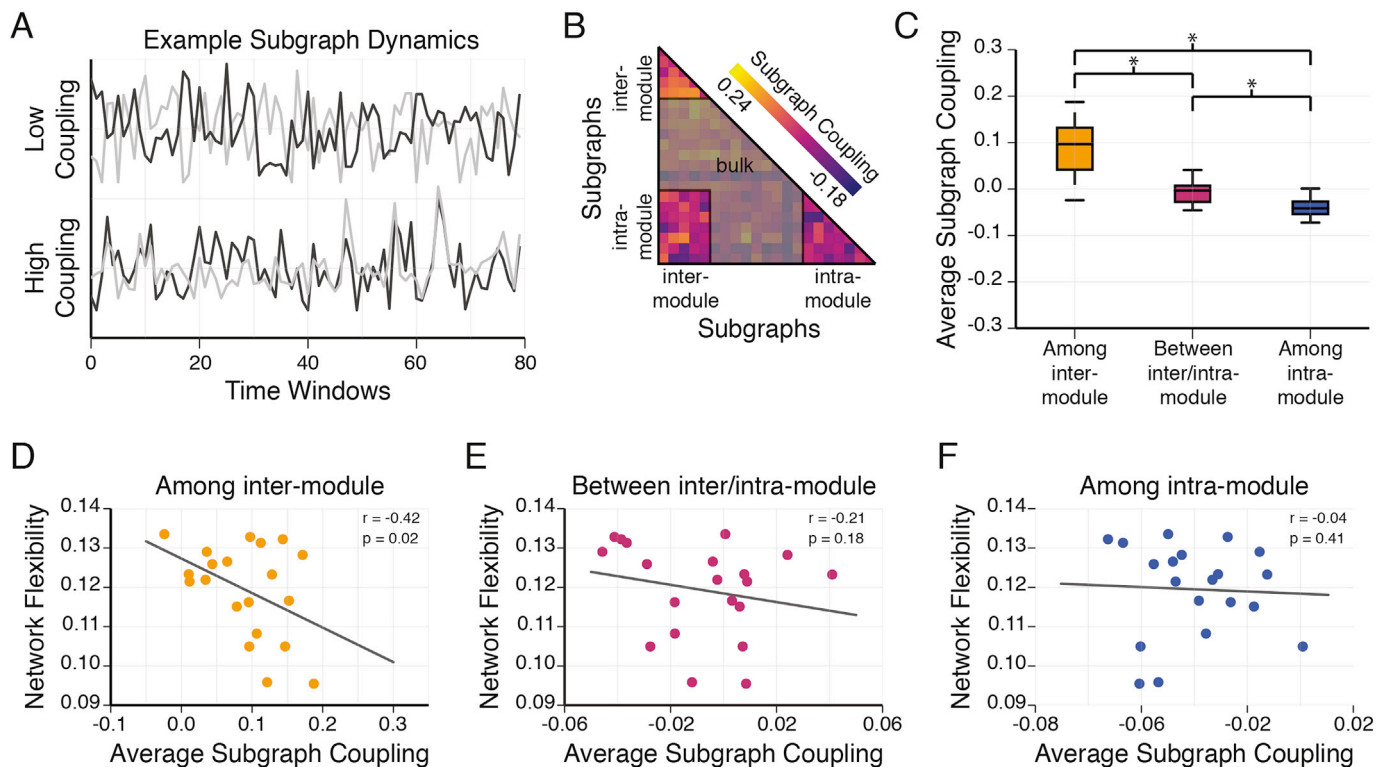 A
Example Subgraph Dynamics
Low
Coupling
High
Coupling
0
20
40
60
80
Time Windows
B
Subgraphs
inter-
module
intra-
module
Subgraph Coupling
0.24
-0.18
bulk
inter-
module
intra-
module
Subgraphs
C
Average Subgraph Coupling
0.3
0.2
0.1
0.0
-0.1
-0.2
-0.3
*
*
*
Among
inter-
module
Between
inter/intra-
module
Among
intra-
module
D
Among inter-module
Network Flexibility
0.14
0.13
0.12
0.11
0.10
0.09
r = -0.42
p = 0.02
-0.1
0.0
0.1
0.2
0.3
Average Subgraph Coupling
E
Between inter/intra-module
Network Flexibility
0.14
0.13
0.12
0.11
0.10
0.09
r = -0.21
p = 0.18
-0.06
-0.02
0.02
0.06
Average Subgraph Coupling
F
Among intra-module
Network Flexibility
0.14
0.13
0.12
0.11
0.10
0.09
r = -0.04
p = 0.41
-0.08
-0.06
-0.02
0.02
Average Subgraph Coupling